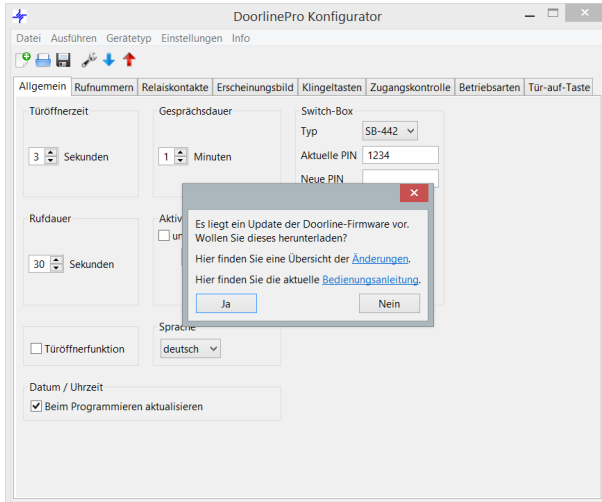 DoorlinePro Konfigurator
Datei Ausführen Gerätetyp Einstellungen Info
Allgemein Rufnummern Relaiskontakte Erscheinungsbild Klingeltasten Zugangskontrolle Betriebsarten Tür-auf-Taste
Türöffnerzeit
3 Sekunden
Gesprächsdauer
1 Minuten
Switch-Box
Typ SB-442
Aktuelle PIN 1234
Neue PIN
Rufdauer
30 Sekunden
Es liegt ein Update der Doorline-Firmware vor.
Wollen Sie dieses herunterladen?
Hier finden Sie eine Übersicht der Änderungen.
Hier finden Sie die aktuelle Bedienungsanleitung.
Ja Nein
Türöffnerfunktion
Sprache
deutsch
Datum / Uhrzeit
Beim Programmieren aktualisieren